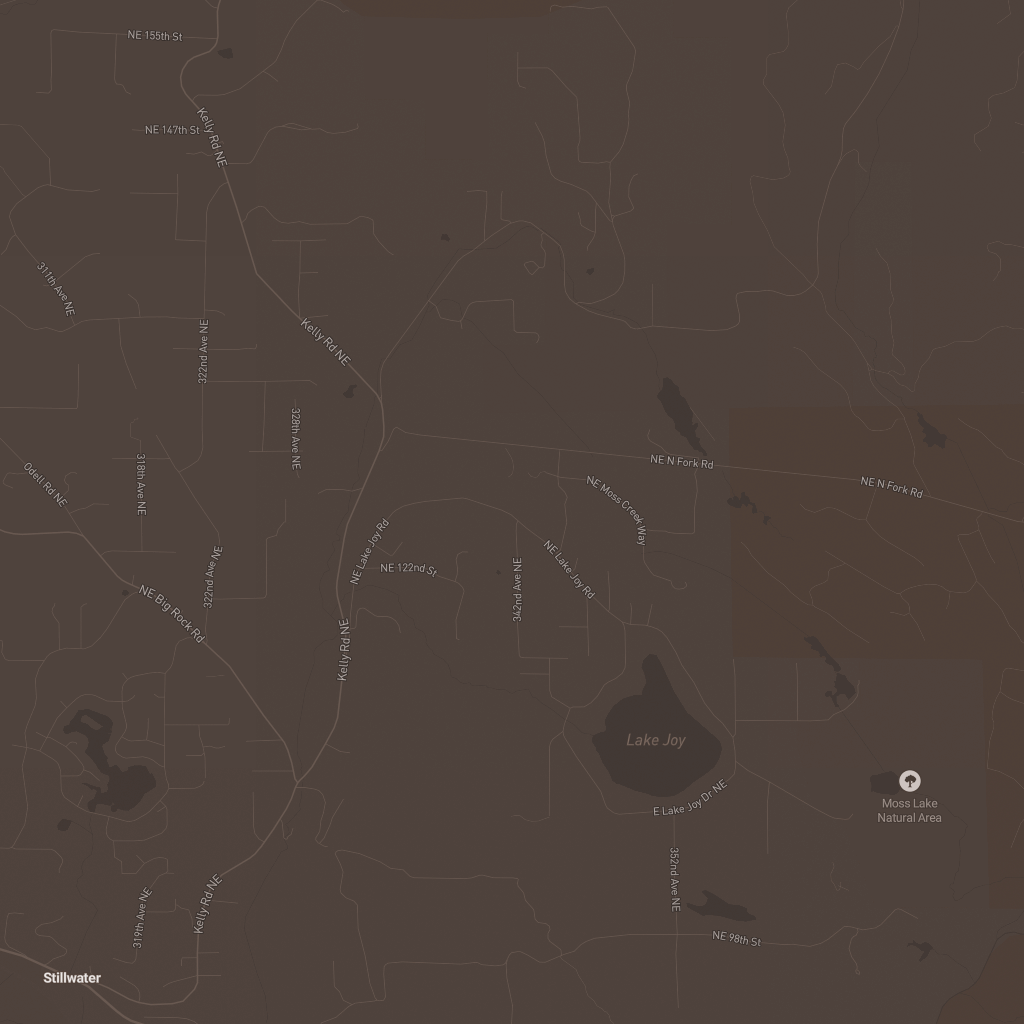 NE 155th St
Kelly Rd NE
NE 147th St
311th Ave NE
322nd Ave NE
Kelly Rd NE
328th Ave NE
318th Ave NE
Odell Rd NE
NE N Fork Rd
NE N Fork Rd
NE Moss Creek Way
NE Lake Joy Rd
NE 122nd St
NE Lake Joy Rd
342nd Ave NE
322nd Ave NE
NE Big Rock Rd
Kelly Rd NE
Lake Joy
E Lake Joy Dr NE
Moss Lake
Natural Area
352nd Ave NE
Kelly Rd NE
319th Ave NE
NE 98th St
Stillwater